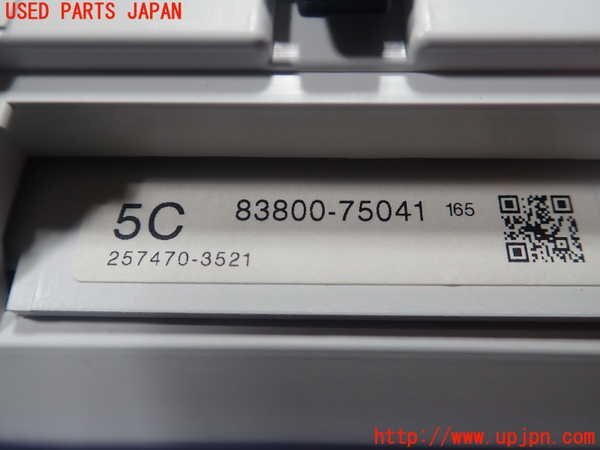 USED PARTS JAPAN
5C 83800-75041 165
257470-3521
http://www.upjpn.com/